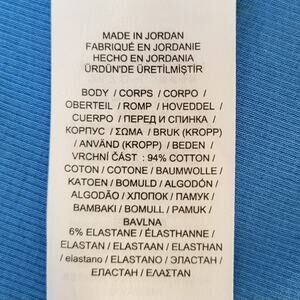 MADE IN JORDAN
FABRIQUÉ EN JORDANIE
HECHO EN JORDANIA
ÜRDÜN'DE ÜRETİLMİŞTİR
BODY / CORPS / CORPO /
OBERTEIL / ROMP / HOVEDDEL /
CUERPO / ПЕРЕД И СПИНКА /
КОРПУС / ΣΩΜΑ / BRUK (KROPP)
/ ANVÄND (KROPP) / BEDEN /
VRCHNÍ ČÁST : 94% COTTON /
COTON / COTONE / BAUMWOLLE /
KATOEN / BOMULD / ALGODÓN /
ALGODÃO / ХЛОПОК / ПАМУК /
BAMBAKI / BOMULL / PAMUK /
BAVLNA
6% ELASTANE / ÉLASTHANNE /
ELASTAN / ELASTAAN / ELASTHAN
/ elastano / ELASTANO / ЭЛАСТАН /
ЕЛАСТАН / ΕΛΑΣΤΑΝ